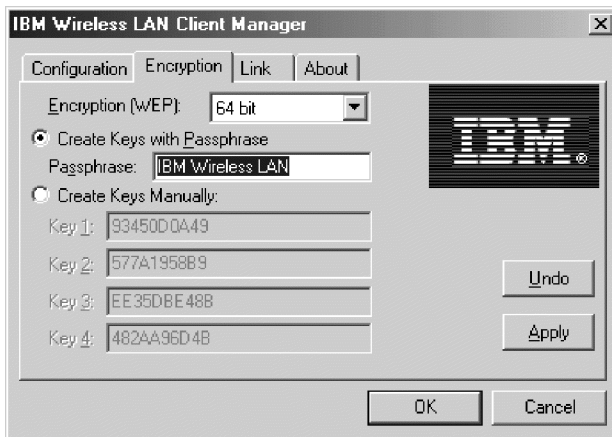 IBM Wireless LAN Client Manager
Configuration Encryption Link About
Encryption (WEP): 64 bit
IBM®
Create Keys with Passphrase
Passphrase: IBM Wireless LAN
Create Keys Manually:
Key 1: 93450D0A49
Key 2: 577A1958B9
Key 3: EE35DBE48B
Key 4: 482AA96D4B
Undo
Apply
OK Cancel